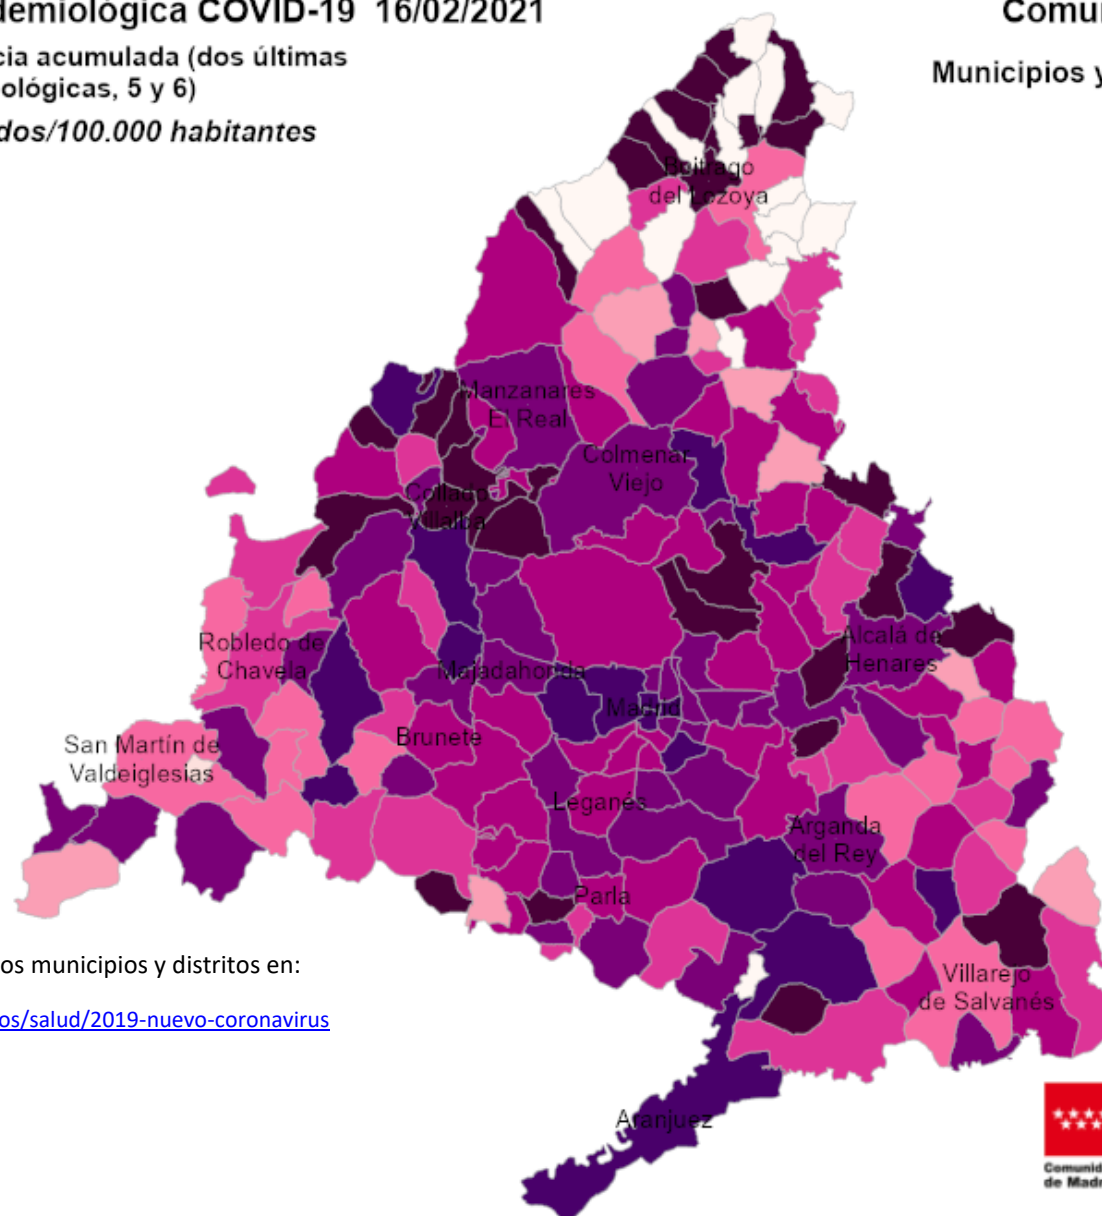 demiológica COVID-19 16/02/2021
Comu
cia acumulada (dos últimas
ológicas, 5 y 6)
Municipios y
dos/100.000 habitantes
Buitrago
del Lozoya
Manzanares
El Real
Colmenar
Viejo
Collado
Villalba
Robledo de
Chavela
Alcalá de
Henares
Majadahonda
Madrid
Brunete
San Martín de
Valdeiglesias
Leganés
Arganda
del Rey
Parla
os municipios y distritos en:
Villarejo
de Salvanés
os/salud/2019-nuevo-coronavirus
Aranjuez
Comunid
de Madr